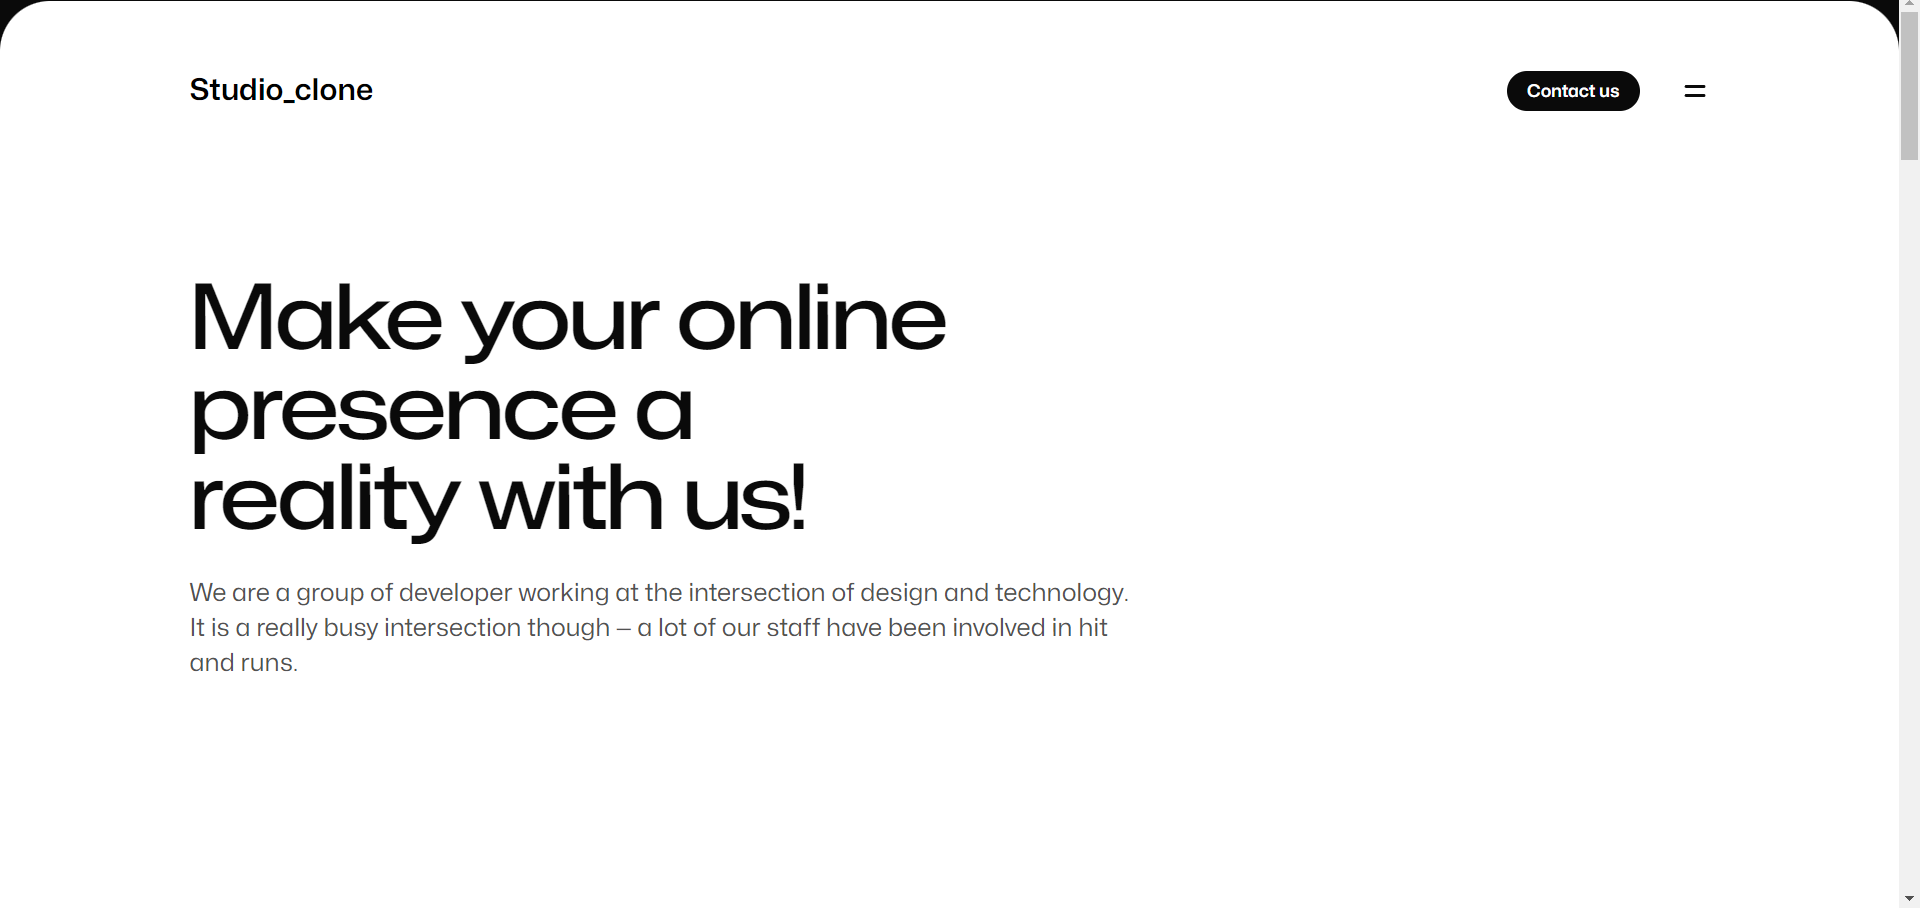 Studio_clone
Contact us
Make your online
presence a
reality with us!
We are a group of developer working at the intersection of design and technology.
It is a really busy intersection though — a lot of our staff have been involved in hit
and runs.